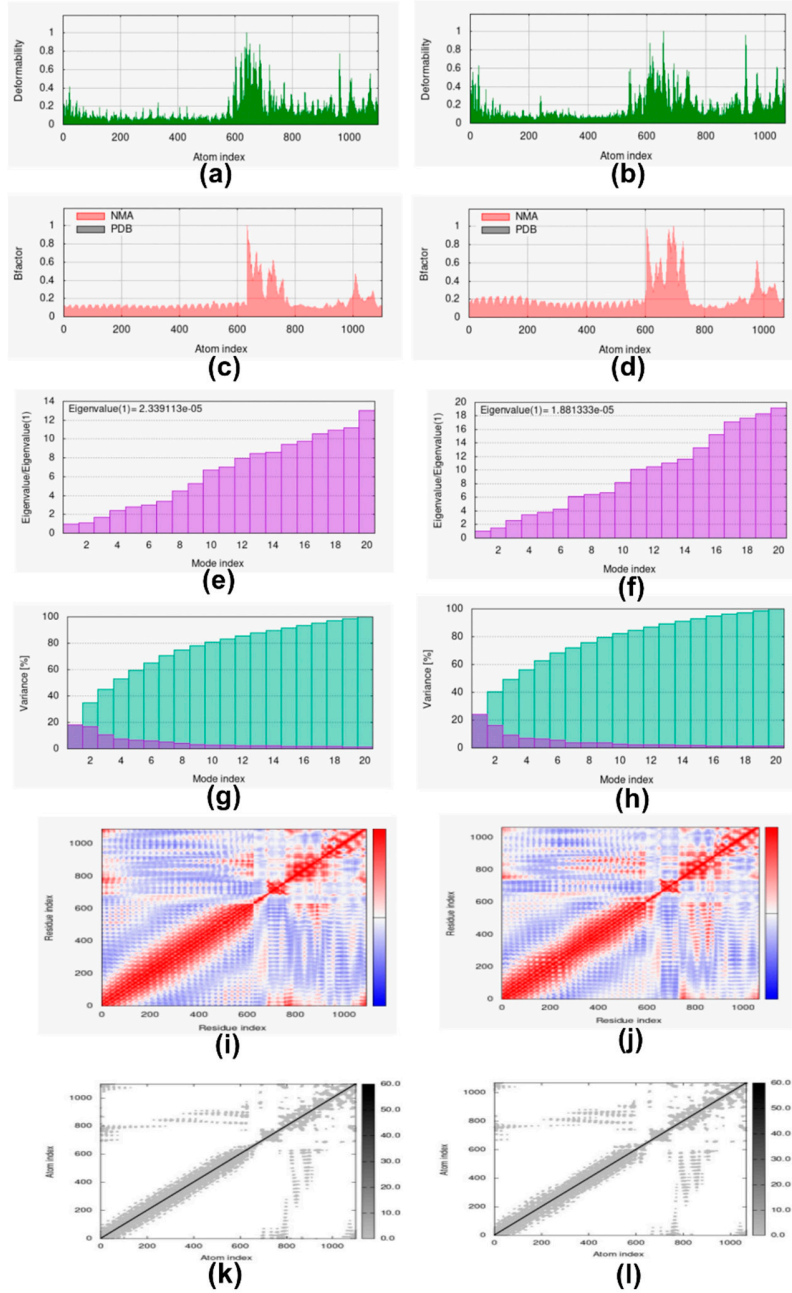 Deformability
1
0.8
0.6
0.4
0.2
0
0 200 400 600 800 1000
Atom index
(a)
Deformability
1
0.8
0.6
0.4
0.2
0
0 200 400 600 800 1000
Atom index
(b)
NMA
PDB
Bfactor
1
0.8
0.6
0.4
0.2
0
0 200 400 600 800 1000
Atom index
(c)
NMA
PDB
Bfactor
1
0.8
0.6
0.4
0.2
0
0 200 400 600 800 1000
Atom index
(d)
Eigenvalue(1)= 2.339113e-05
Eigenvalue/Eigenvalue(1)
14
12
10
8
6
4
2
0
2 4 6 8 10 12 14 16 18 20
Mode index
(e)
Eigenvalue(1)= 1.881333e-05
Eigenvalue/Eigenvalue(1)
20
18
16
14
12
10
8
6
4
2
0
2 4 6 8 10 12 14 16 18 20
Mode index
(f)
Variance [%]
100
80
60
40
20
0
2 4 6 8 10 12 14 16 18 20
Mode index
(g)
Variance [%]
100
80
60
40
20
0
2 4 6 8 10 12 14 16 18 20
Mode index
(h)
Residue index
1000
800
600
400
200
0
0 200 400 600 800 1000
Residue index
(i)
Residue index
1000
800
600
400
200
0
0 200 400 600 800 1000
Residue index
(j)
Atom index
1000
800
600
400
200
0
0 200 400 600 800 1000
Atom index
60.0
50.0
40.0
30.0
20.0
10.0
0.0
(k)
Atom index
1000
800
600
400
200
0
0 200 400 600 800 1000
Atom index
60.0
50.0
40.0
30.0
20.0
10.0
0.0
(l)